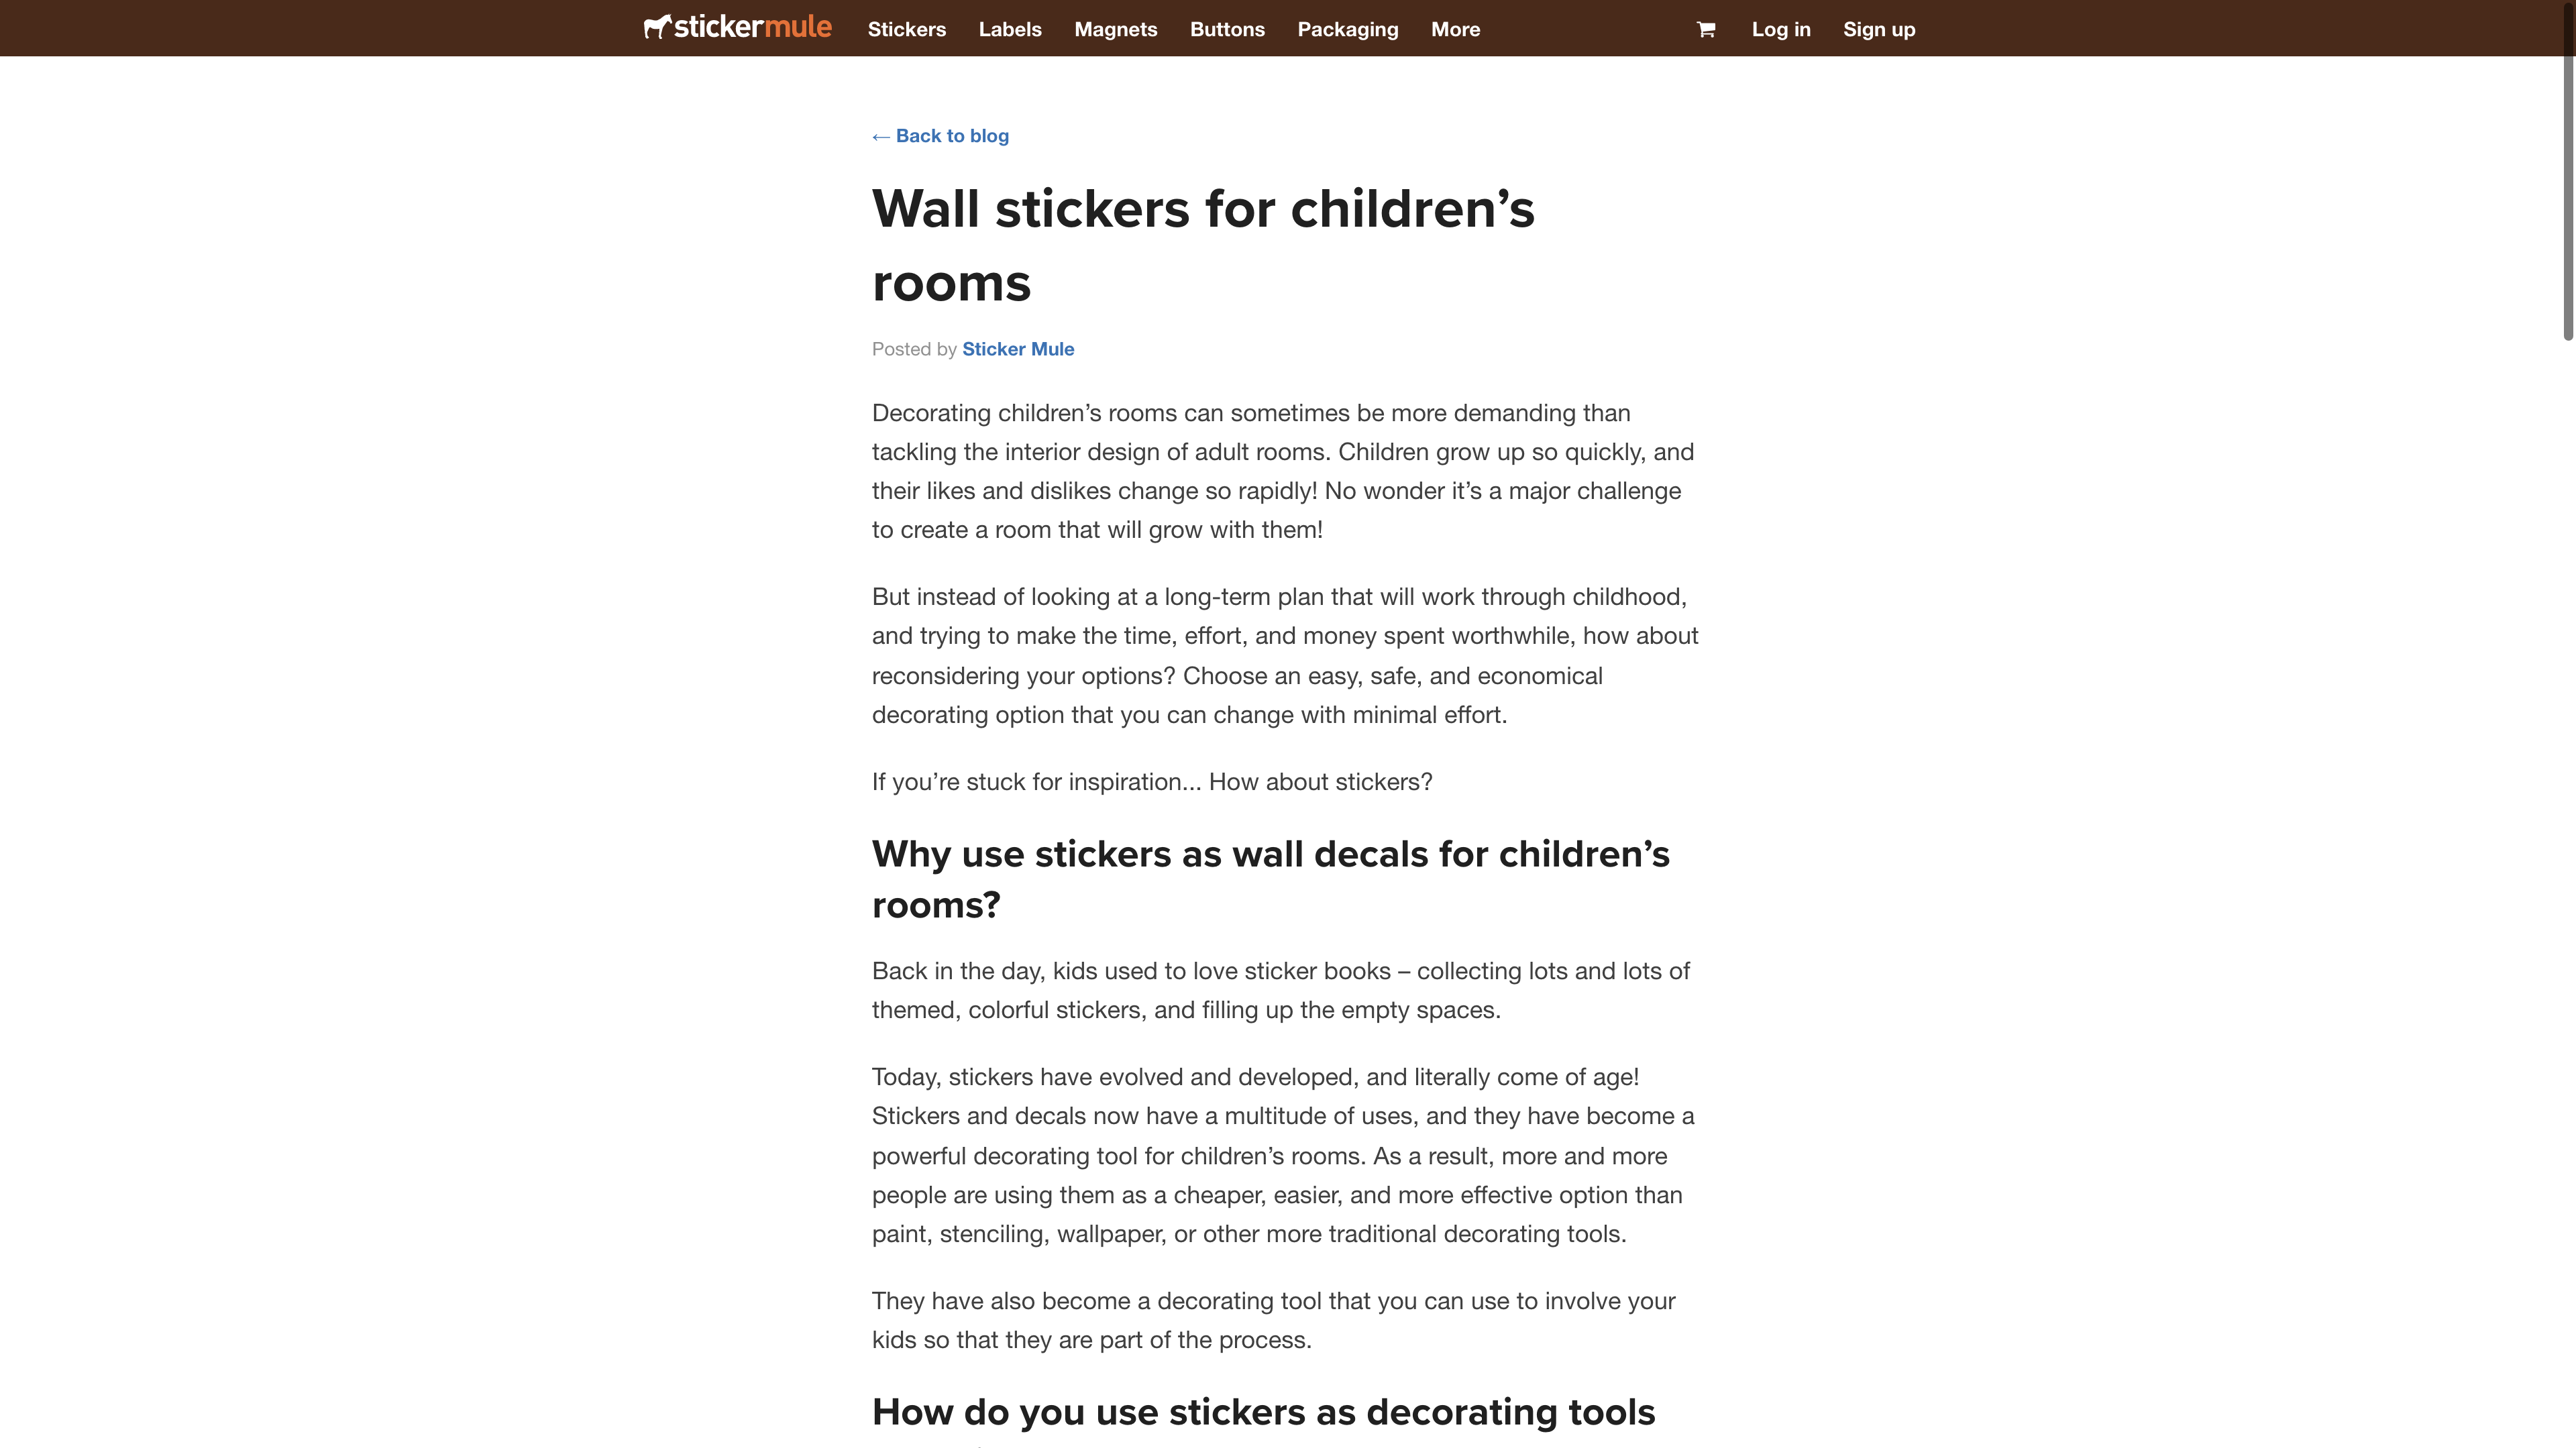 stickermule Stickers Labels Magnets Buttons Packaging More Log in Sign up
← Back to blog
Wall stickers for children’s
rooms
Posted by Sticker Mule
Decorating children’s rooms can sometimes be more demanding than
tackling the interior design of adult rooms. Children grow up so quickly, and
their likes and dislikes change so rapidly! No wonder it’s a major challenge
to create a room that will grow with them!
But instead of looking at a long-term plan that will work through childhood,
and trying to make the time, effort, and money spent worthwhile, how about
reconsidering your options? Choose an easy, safe, and economical
decorating option that you can change with minimal effort.
If you’re stuck for inspiration... How about stickers?
Why use stickers as wall decals for children’s
rooms?
Back in the day, kids used to love sticker books – collecting lots and lots of
themed, colorful stickers, and filling up the empty spaces.
Today, stickers have evolved and developed, and literally come of age!
Stickers and decals now have a multitude of uses, and they have become a
powerful decorating tool for children’s rooms. As a result, more and more
people are using them as a cheaper, easier, and more effective option than
paint, stenciling, wallpaper, or other more traditional decorating tools.
They have also become a decorating tool that you can use to involve your
kids so that they are part of the process.
How do you use stickers as decorating tools